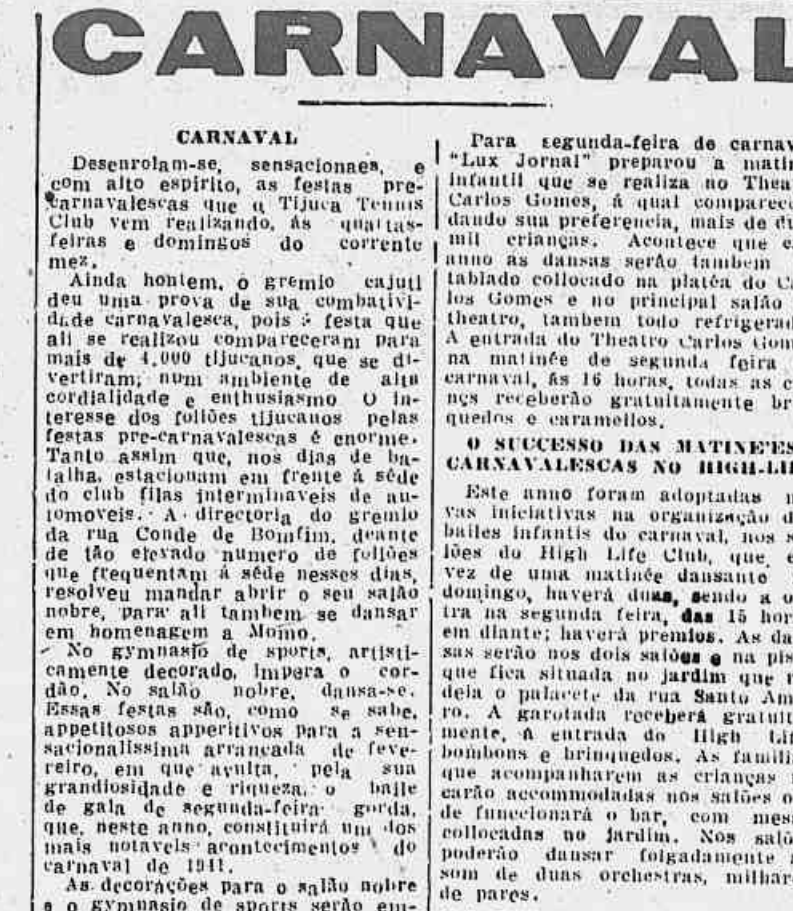 CARNAVAL
CARNAVAL
Desenrolam-se, sensacionaes, e
com alto espirito, as festas pre-
carnavalescas que o Tijuca Tennis
Club vem realizando, ás quartas-
feiras e domingos do corrente
mez.
Ainda hontem, o gremio cajuti
deu uma prova de sua combativi-
dade carnavalesca, pois á festa que
ali se realizou compareceram para
mais de 4.000 tijucanos, que se di-
vertiram, num ambiente de alta
cordialidade e enthusiasmo O in-
teresse dos foliões tijucanos pelas
festas pre-carnavalescas é enorme.
Tanto assim que, nos dias de ba-
talha, estacionam em frente á séde
do club filas interminaveis de au-
tomoveis. A directoria do gremio
da rua Conde de Bomfim, deante
de tão elevado numero de foliões
que frequentam á séde nesses dias,
resolveu mandar abrir o seu salão
nobre, para ali tambem se dansar
em homenagem a Momo.
No gymnasio de sports, artisti-
camente decorado, impera o cor-
dão. No salão nobre, dansa-se.
Essas festas são, como se sabe,
appetitosos apperitivos para a sen-
sacionalissima arrancada de feve-
reiro, em que avulta, pela sua
grandiosidade e riqueza, o baile
de gala de segunda-feira gorda,
que, neste anno, constituirá um dos
mais notaveis acontecimentos do
carnaval de 1941.
As decorações para o salão nobre
e o gymnasio de sports serão em-
Para segunda-feira de carnav
"Lux Jornal" preparou a matin
infantil que se realiza no Thea
Carlos Gomes, á qual comparece
dando sua preferencia, mais de du
mil crianças. Acontece que e
anno as dansas serão tambem
tablado collocado na platéa do Ca
los Gomes e no principal salão
theatro, tambem todo refrigerad
A entrada do Theatro Carlos Gom
na matinée de segunda feira
carnaval, ás 16 horas, todas as c
nçs receberão gratuitamente br
quedos e caramellos.
O SUCCESSO DAS MATINE'ES
CARNAVALESCAS NO HIGH-LIF
Este anno foram adoptadas n
vas iniciativas na organização d
bailes infantis do carnaval, nos s
lões do High Life Club, que, e
vez de uma matinée dansante
domingo, haverá duas, sendo a o
tra na segunda feira, das 15 hor
em diante; haverá premios. As da
sas serão nos dois salões e na pis
que fica situada no jardim que r
deia o palacete da rua Santo Am
ro. A garotada receberá gratuit
mente, á entrada do High Lif
bombons e brinquedos. As famili
que acompanharem as crianças
carão accommodadas nos salões o
de funccionará o bar, com mes
collocadas no jardim. Nos salõ
poderão dansar folgadamente a
som de duas orchestras, milhar
de pares.